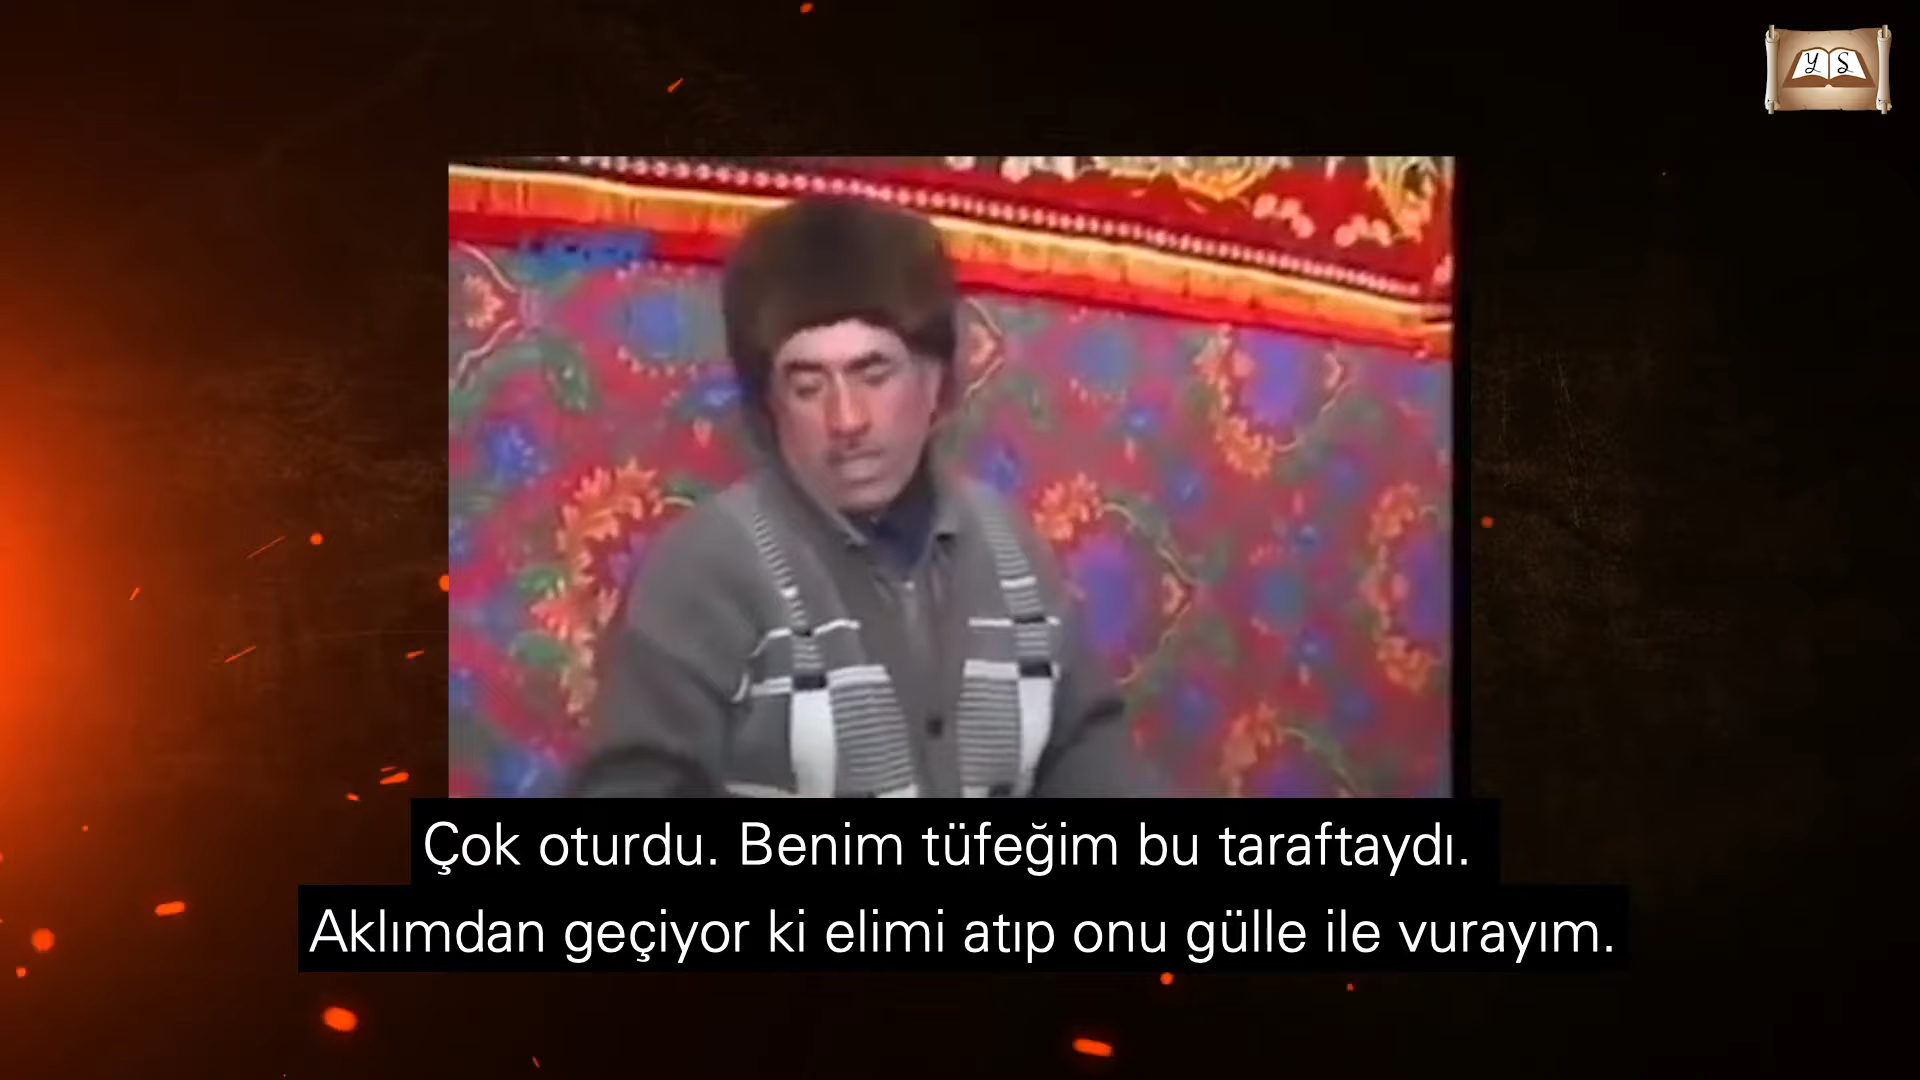 Y S
Çok oturdu. Benim tüfeğim bu taraftaydı.
Aklımdan geçiyor ki elimi atıp onu gülle ile vurayım.